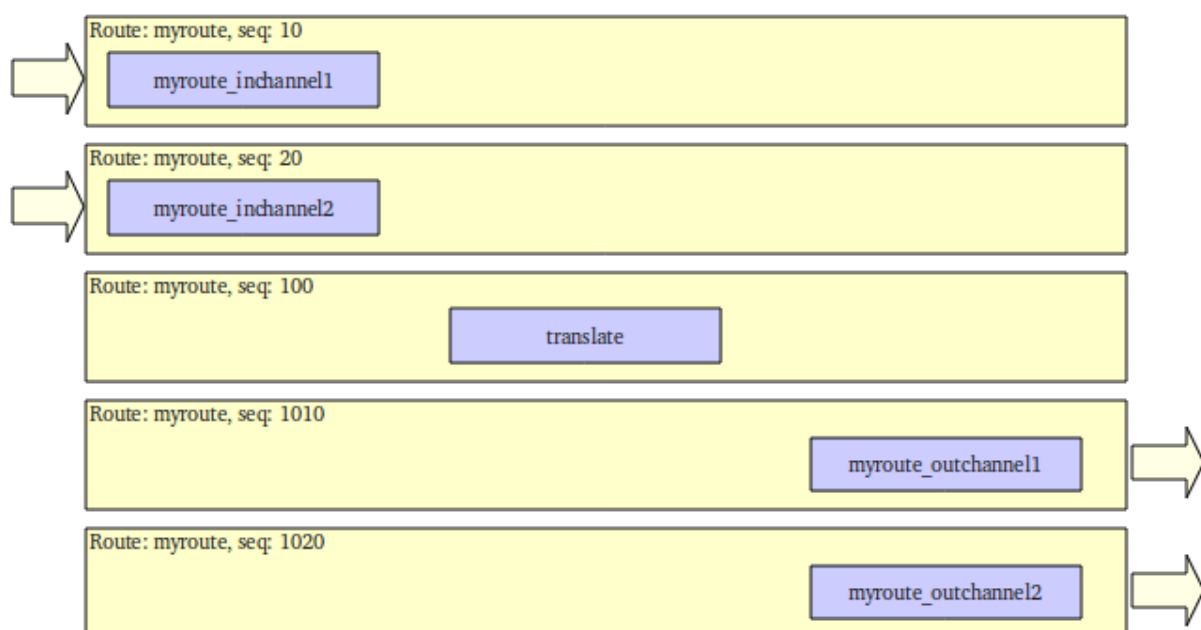 Route: myroute, seq: 10
myroute_inchannel1
Route: myroute, seq: 20
myroute_inchannel2
Route: myroute, seq: 100
translate
Route: myroute, seq: 1010
myroute_outchannel1
Route: myroute, seq: 1020
myroute_outchannel2